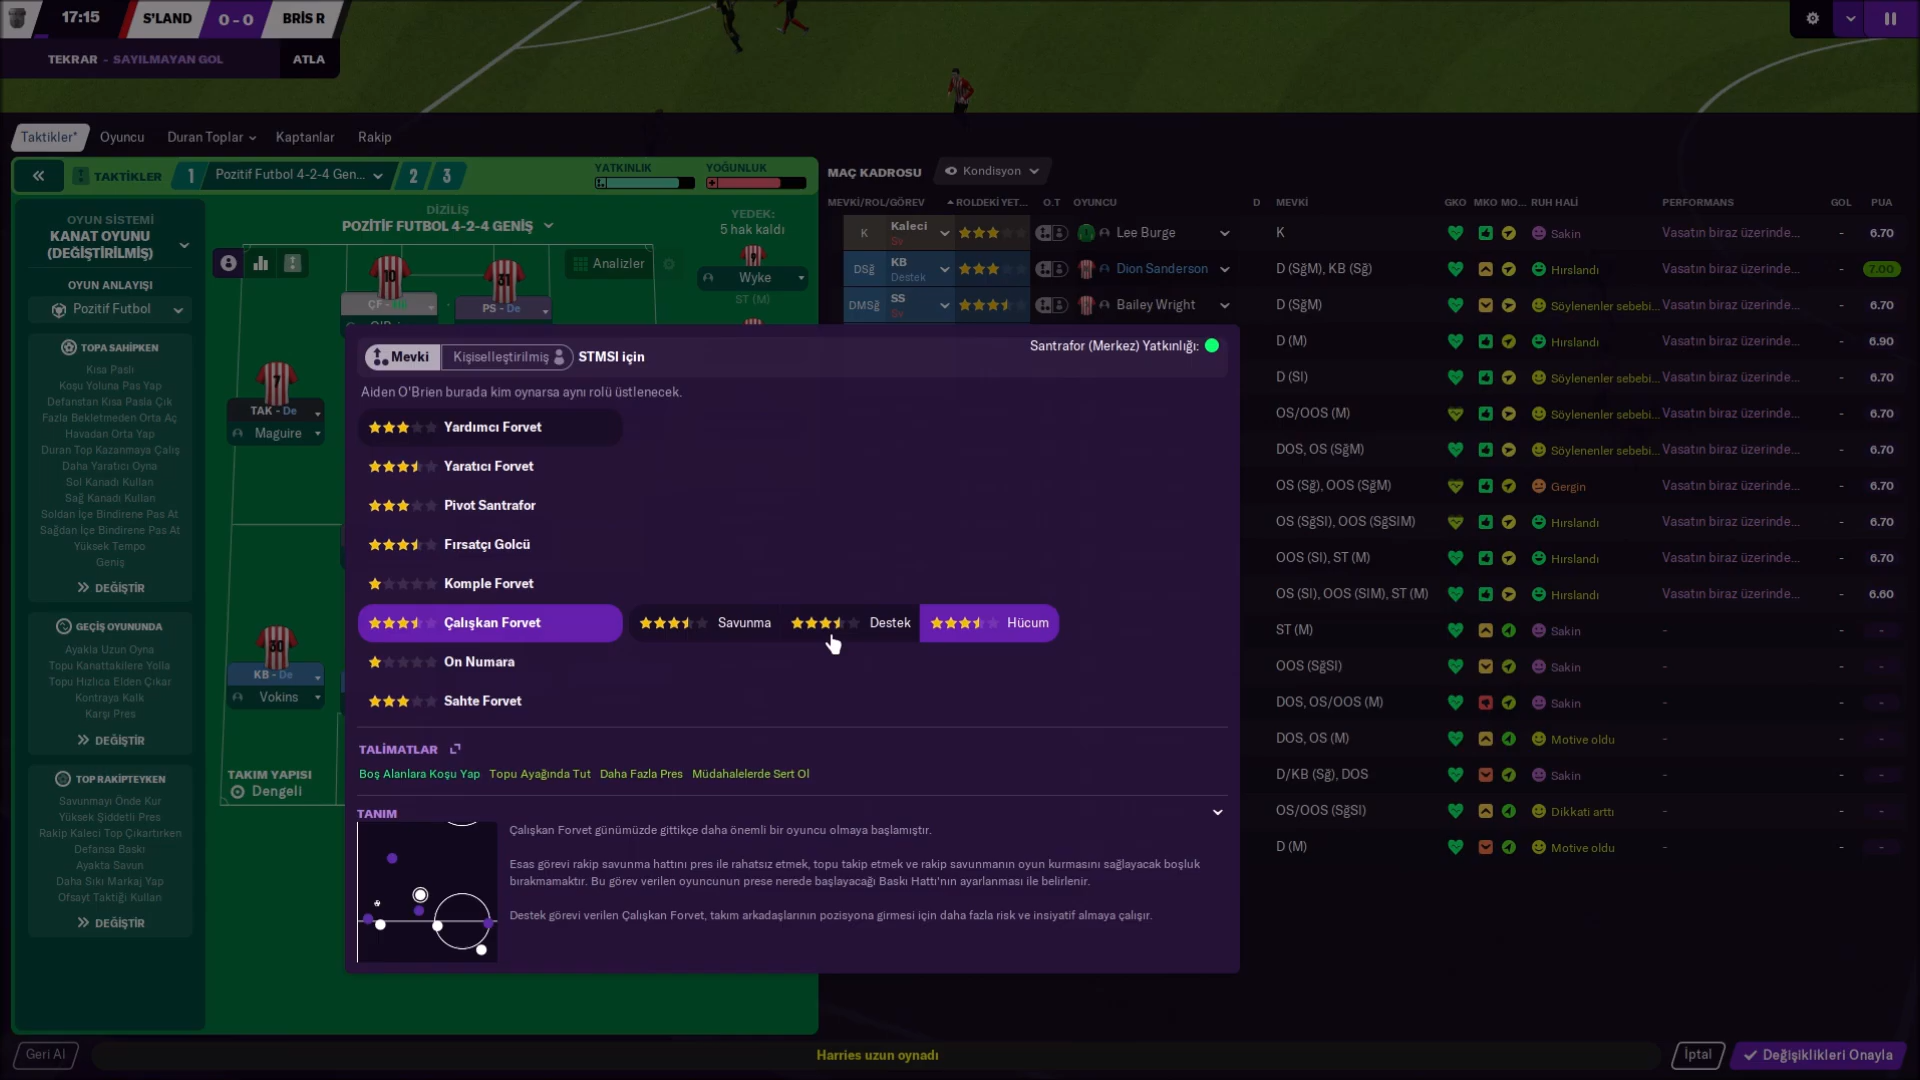 17:15 S'LAND 0 - 0 BRİS R
TEKRAR - SAYILMAYAN GOL ATLA
Taktikler* Oyuncu Duran Toplar Kaptanlar Rakip
TAKTİKLER 1 Pozitif Futbol 4-2-4 Gen... 2 3
YATKINLIK YOĞUNLUK
OYUN SİSTEMİ
KANAT OYUNU
(DEĞİŞTİRİLMİŞ)
OYUN ANLAYIŞI
Pozitif Futbol
TOPA SAHİPKEN
Kısa Paslı
Koşu Yoluna Pas Yap
Defanstan Kısa Pasla Çık
Fazla Bekletmeden Orta Aç
Havadan Orta Yap
Duran Top Kazanmaya Çalış
Daha Yaratıcı Oyna
Sol Kanadı Kullan
Sağ Kanadı Kullan
Soldan İçe Bindirene Pas At
Sağdan İçe Bindirene Pas At
Yüksek Tempo
Geniş
DEĞİŞTİR
GEÇİŞ OYUNUNDA
Ayakla Uzun Oyna
Topu Kanattakilere Yolla
Topu Hızlıca Elden Çıkar
Kontraya Kalk
Karşı Pres
DEĞİŞTİR
TOP RAKİPTEYKEN
Savunmayı Önde Kur
Yüksek Şiddetli Pres
Rakip Kaleci Top Çıkartırken
Defansa Baskı
Ayakta Savun
Daha Sıkı Markaj Yap
Ofsayt Taktiği Kullan
DEĞİŞTİR
DİZİLİŞ
POZİTİF FUTBOL 4-2-4 GENİŞ
YEDEK:
5 hak kaldı
Analizler
Wyke
ST (M)
10
31
PS - De
7
TAK - De
Maguire
30
KB - De
Vokins
TAKIM YAPISI
Dengeli
MAÇ KADROSU Kondisyon
MEVKİ/ROL/GÖREV ROLDEKİ YET... O.T OYUNCU D MEVKİ GKO MKO MO... RUH HALİ PERFORMANS GOL PUA
K Kaleci Sv Lee Burge K Sakin Vasatın biraz üzerinde... - 6.70
DSğ KB Destek Dion Sanderson D (SğM), KB (Sğ) Hırslandı Vasatın biraz üzerinde... - 7.00
DMSğ SS Sv Bailey Wright D (SğM) Söylenenler sebebi... Vasatın biraz üzerinde... - 6.70
D (M) Hırslandı Vasatın biraz üzerinde... - 6.90
D (Sl) Söylenenler sebebi... Vasatın biraz üzerinde... - 6.70
OS/OOS (M) Söylenenler sebebi... Vasatın biraz üzerinde... - 6.70
DOS, OS (SğM) Söylenenler sebebi... Vasatın biraz üzerinde... - 6.70
OS (Sğ), OOS (SğM) Gergin Vasatın biraz üzerinde... - 6.70
OS (SğSl), OOS (SğSlM) Hırslandı Vasatın biraz üzerinde... - 6.70
OOS (Sl), ST (M) Hırslandı Vasatın biraz üzerinde... - 6.70
OS (Sl), OOS (SlM), ST (M) Hırslandı Vasatın biraz üzerinde... - 6.60
ST (M) Sakin - - -
OOS (SğSl) Sakin - - -
DOS, OS/OOS (M) Sakin - - -
DOS, OS (M) Motive oldu - - -
D/KB (Sğ), DOS Sakin - - -
OS/OOS (SğSl) Dikkati arttı - - -
D (M) Motive oldu - - -
Mevki Kişiselleştirilmiş STMSl için Santrafor (Merkez) Yatkınlığı:
Aiden O'Brien burada kim oynarsa aynı rolü üstlenecek.
Yardımcı Forvet
Yaratıcı Forvet
Pivot Santrafor
Fırsatçı Golcü
Komple Forvet
Çalışkan Forvet Savunma Destek Hücum
On Numara
Sahte Forvet
TALİMATLAR
Boş Alanlara Koşu Yap Topu Ayağında Tut Daha Fazla Pres Müdahalelerde Sert Ol
TANIM
Çalışkan Forvet günümüzde gittikçe daha önemli bir oyuncu olmaya başlamıştır.
Esas görevi rakip savunma hattını pres ile rahatsız etmek, topu takip etmek ve rakip savunmanın oyun kurmasını sağlayacak boşluk
bırakmamaktır. Bu görev verilen oyuncunun prese nerede başlayacağı Baskı Hattı'nın ayarlanması ile belirlenir.
Destek görevi verilen Çalışkan Forvet, takım arkadaşlarının pozisyona girmesi için daha fazla risk ve insiyatif almaya çalışır.
Geri Al Harries uzun oynadı İptal Değişiklikleri Onayla